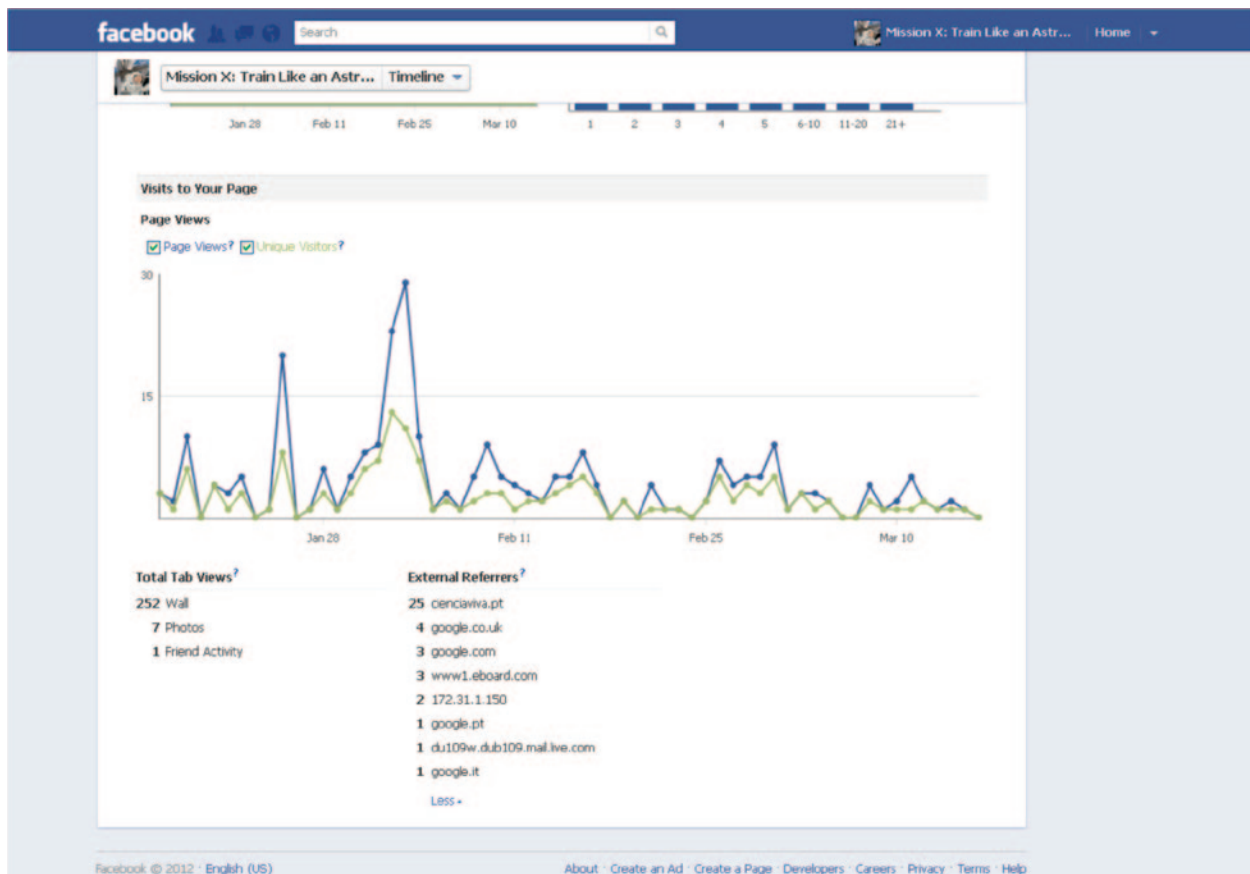 facebook Search Mission X: Train Like an Astr... Home
Mission X: Train Like an Astr... Timeline
Jan 28 Feb 11 Feb 25 Mar 10 1 2 3 4 5 6-10 11-20 21+
Visits to Your Page
Page Views
Page Views? Unique Visitors?
30
15
Jan 28 Feb 11 Feb 25 Mar 10
Total Tab Views? External Referrers?
252 Wall 25 cienciaviva.pt
7 Photos 4 google.co.uk
1 Friend Activity 3 google.com
3 www1.eboard.com
2 172.31.1.150
1 google.pt
1 du109w.dub109.mail.live.com
1 google.it
Less
Facebook © 2012 · English (US) About · Create an Ad · Create a Page · Developers · Careers · Privacy · Terms · Help